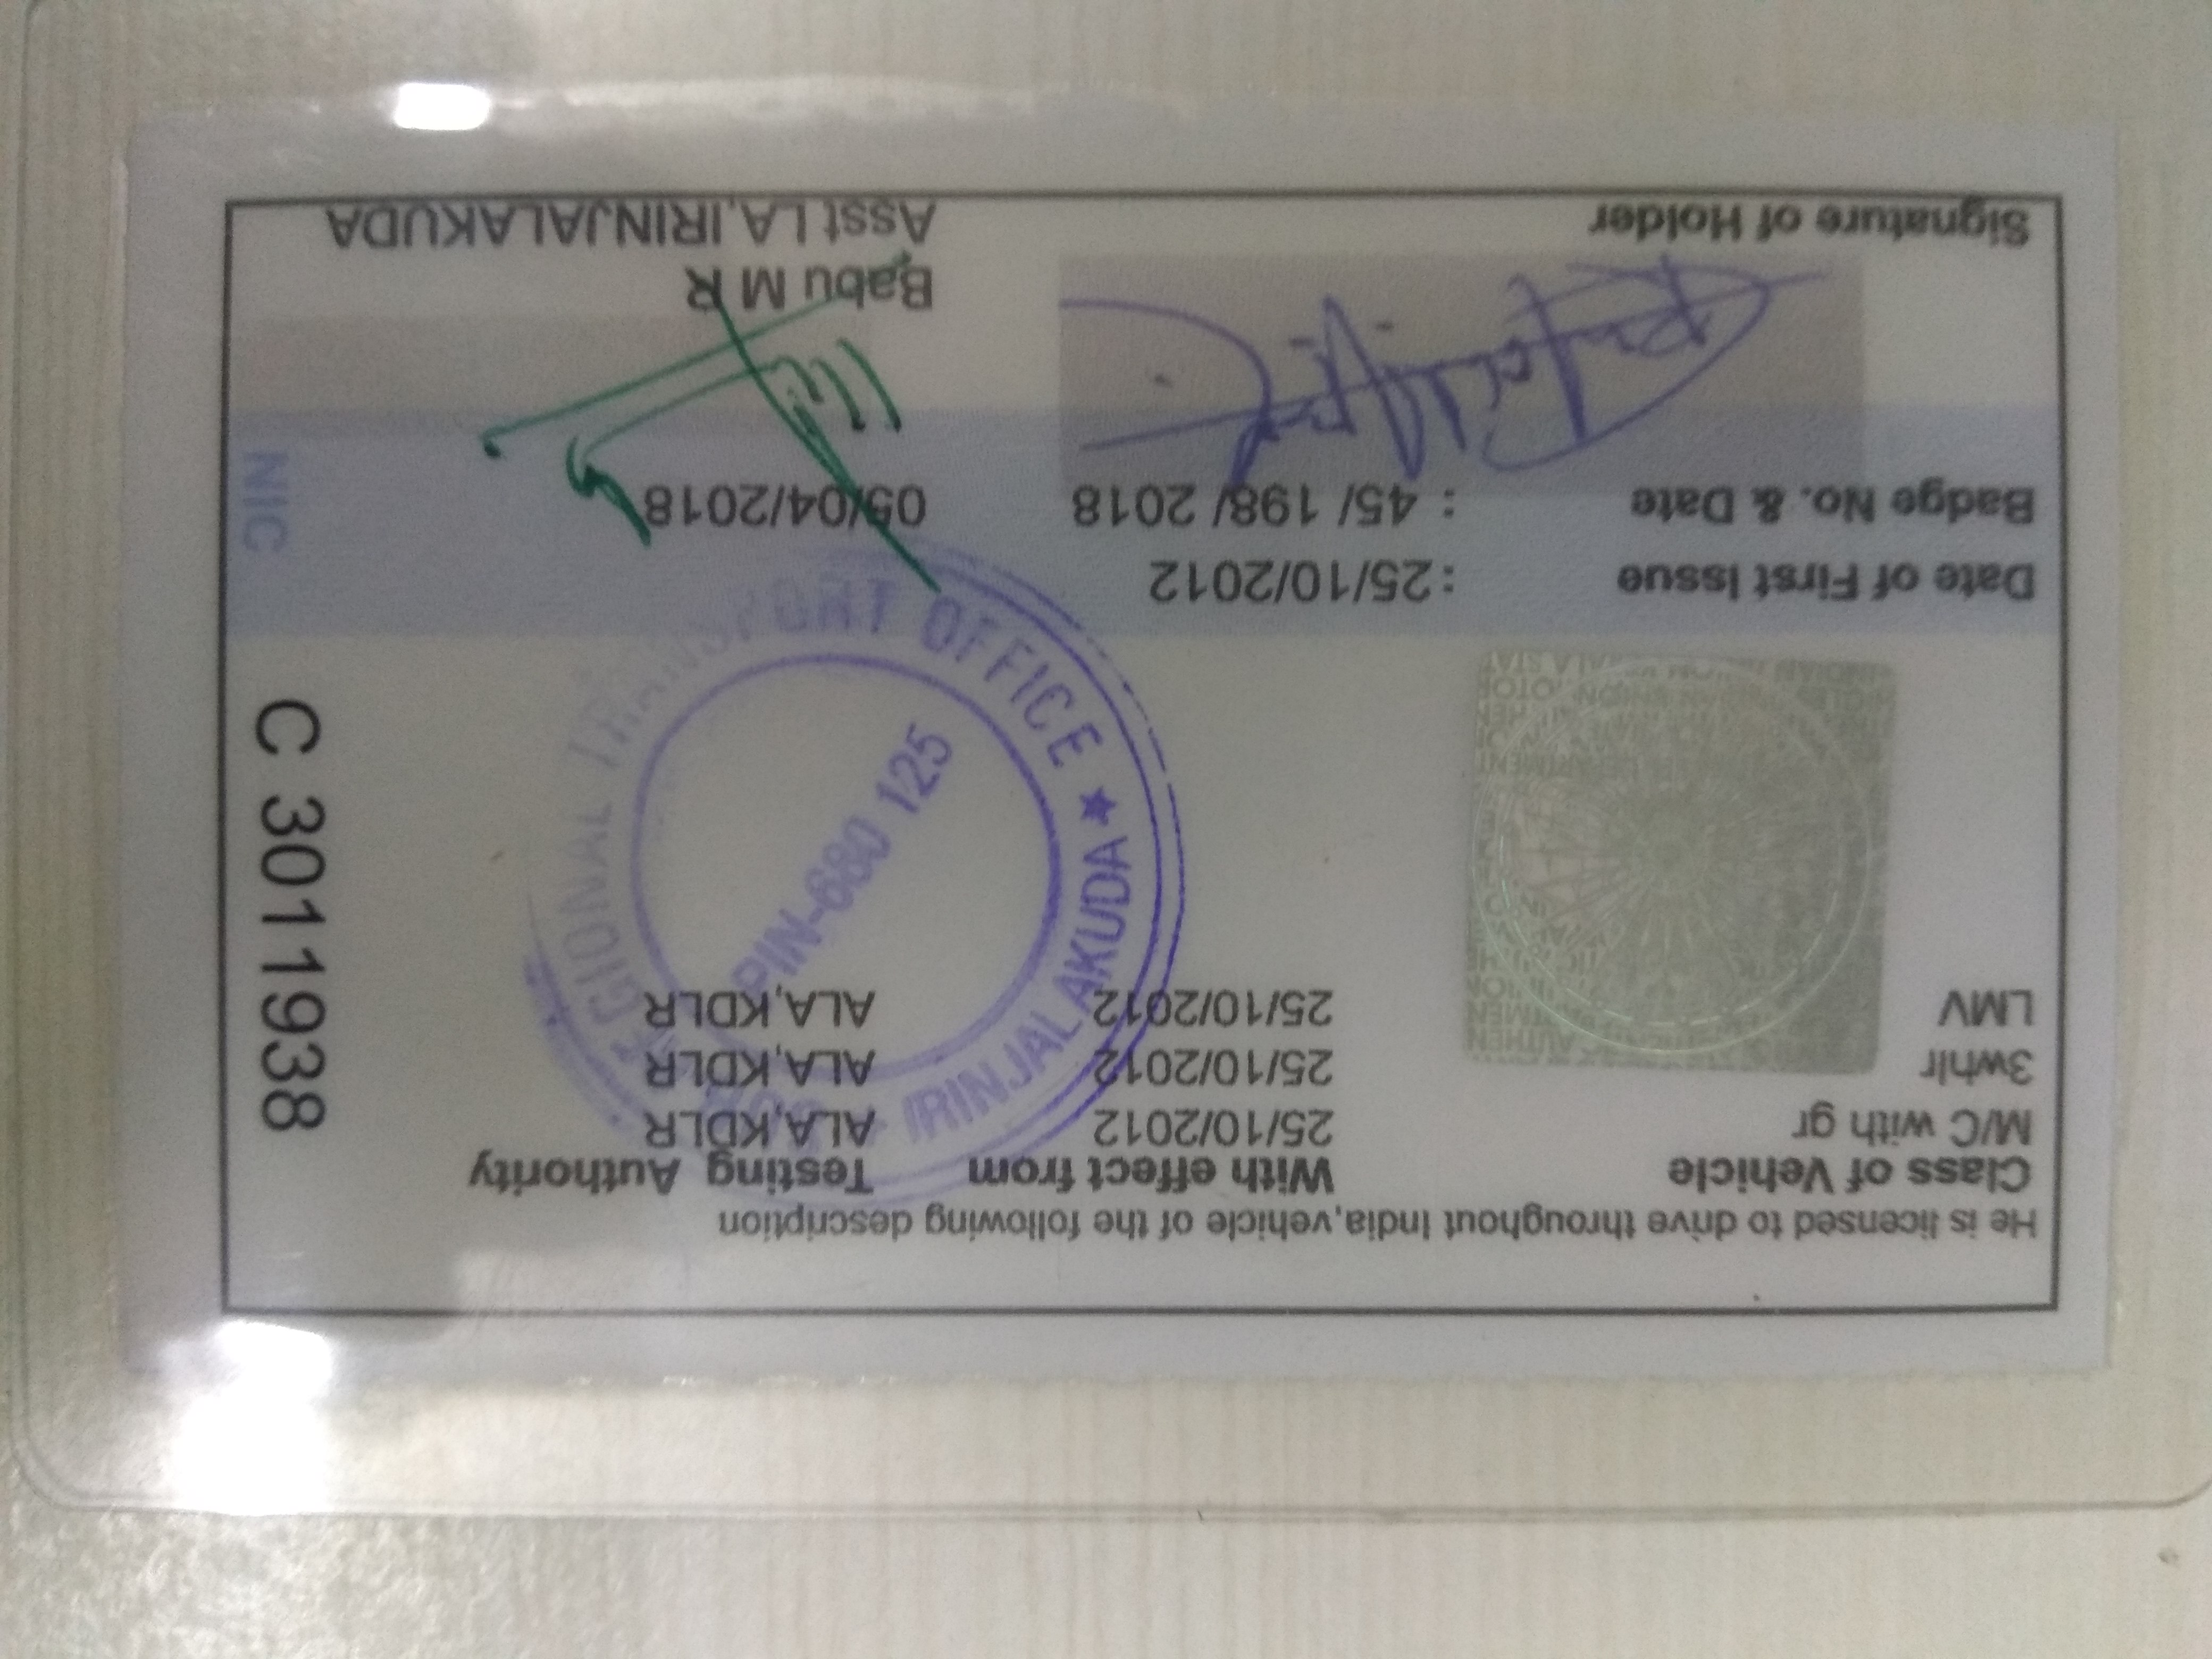 He is licensed to drive throughout India,vehicle of the following description
Class of Vehicle With effect from Testing Authority
M/C with gr 25/10/2012 ALA,KDLR
3whlr 25/10/2012 ALA,KDLR
LMV 25/10/2012 ALA,KDLR
C 3011938
REGIONAL TRANSPORT OFFICE ★ IRINJALAKUDA
PIN-680 125
Date of First Issue :25/10/2012
Badge No. & Date : 45/ 198/ 2018 05/04/2018
NIC
Babu M R
Signature of Holder Asst LA,IRINJALAKUDA